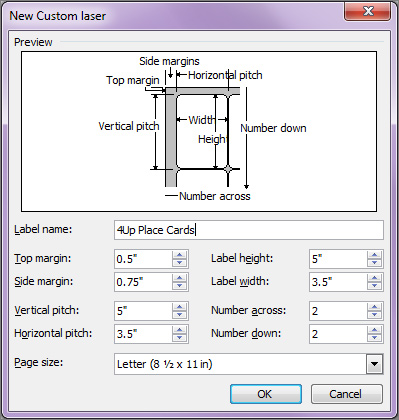 New Custom laser
Preview
Side margins
Horizontal pitch
Top margin
Vertical pitch
Width
Height
Number down
Number across
Label name: 4Up Place Cards
Top margin: 0.5" Label height: 5"
Side margin: 0.75" Label width: 3.5"
Vertical pitch: 5" Number across: 2
Horizontal pitch: 3.5" Number down: 2
Page size: Letter (8 ½ x 11 in)
OK Cancel